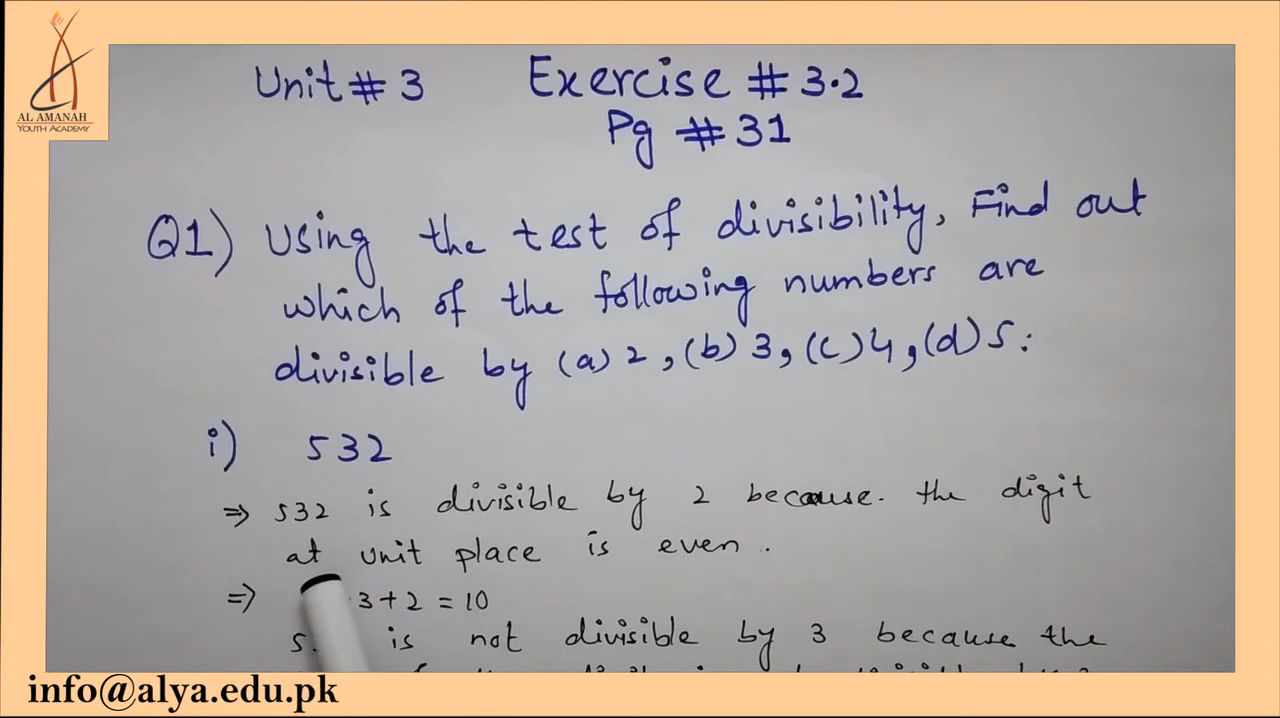 AL AMANAH
YOUTH ACADEMY
Unit # 3 Exercise # 3.2
Pg # 31
Q1) Using the test of divisibility, Find out
which of the following numbers are
divisible by (a) 2, (b) 3, (c) 4, (d) 5:
i) 532
⇒ 532 is divisible by 2 because. the digit
at unit place is even.
⇒ 3+2 = 10
is not divisible by 3 because the
info@alya.edu.pk